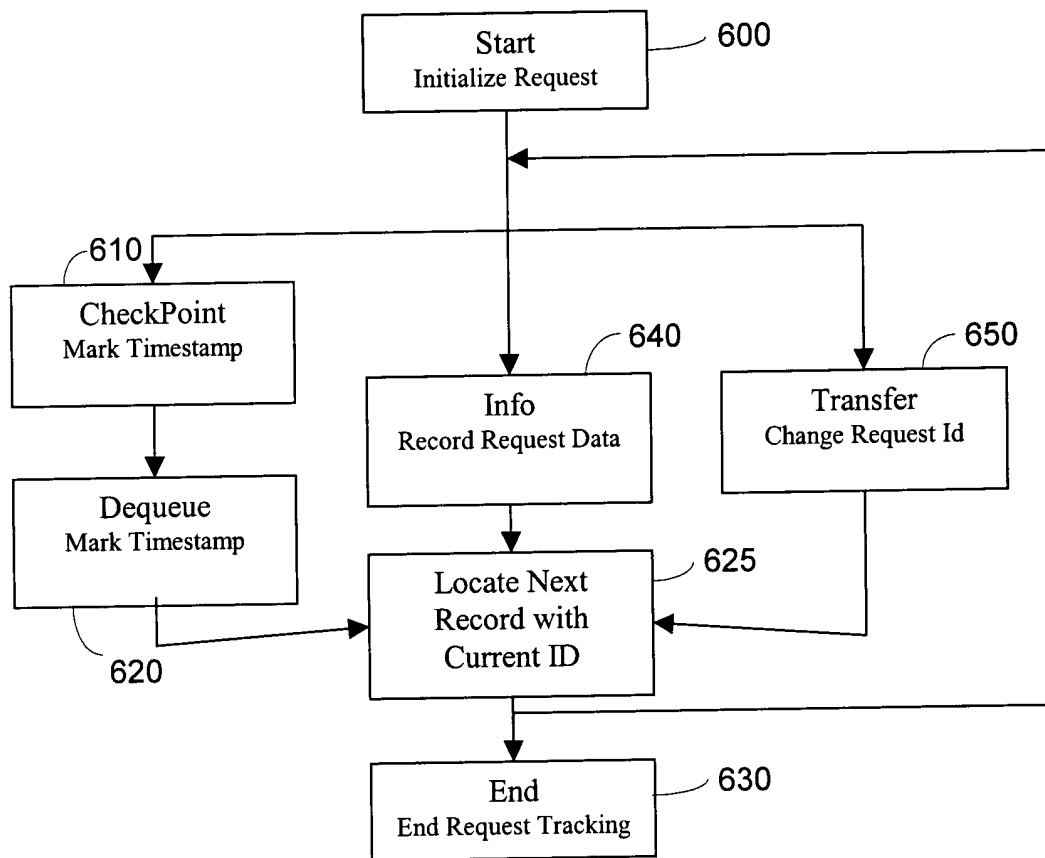 Start
Initialize Request
600
610
CheckPoint
Mark Timestamp
640
Info
Record Request Data
650
Transfer
Change Request Id
Dequeue
Mark Timestamp
620
625
Locate Next
Record with
Current ID
630
End
End Request Tracking